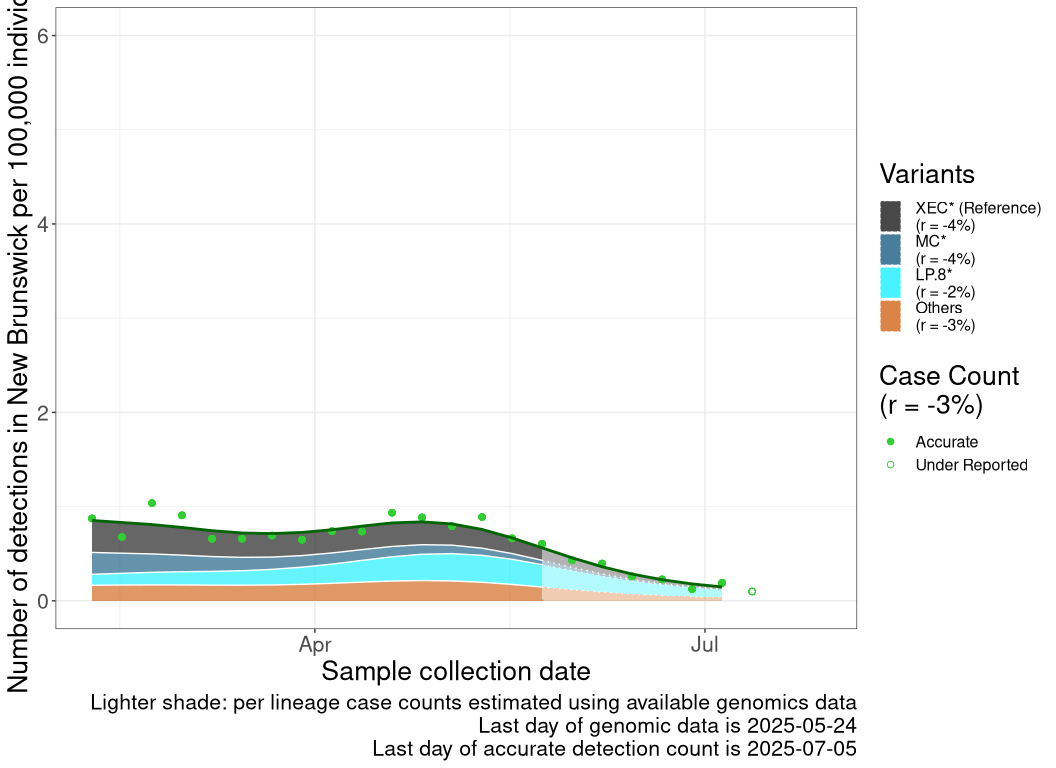 Number of detections in New Brunswick per 100,000
6
4
2
0
Apr
Jul
Sample collection date
Lighter shade: per lineage case counts estimated using available genomics data
Last day of genomic data is 2025-05-24
Last day of accurate detection count is 2025-07-05
Variants
XEC* (Reference)
(r = -4%)
MC*
(r = -4%)
LP.8*
(r = -2%)
Others
(r = -3%)
Case Count
(r = -3%)
Accurate
Under Reported